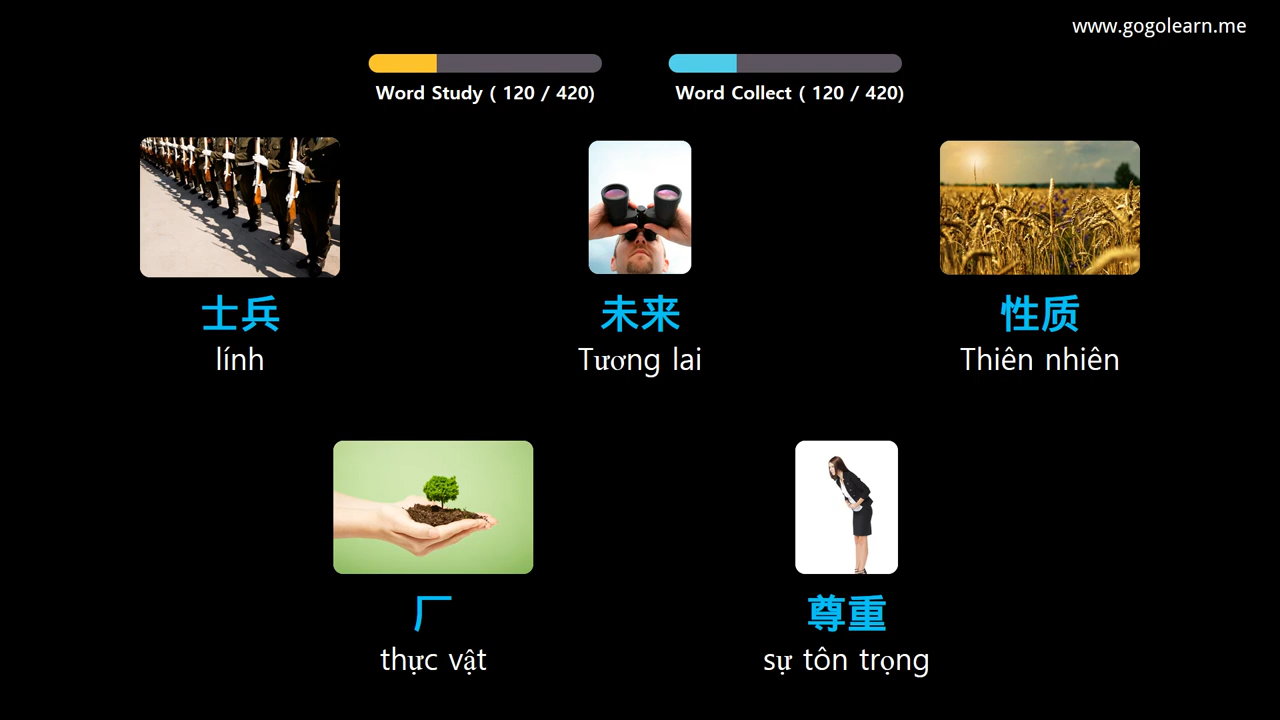 www.gogolearn.me
Word Study ( 120 / 420)
Word Collect ( 120 / 420)
士兵
lính
未来
Tương lai
性质
Thiên nhiên
厂
thực vật
尊重
sự tôn trọng